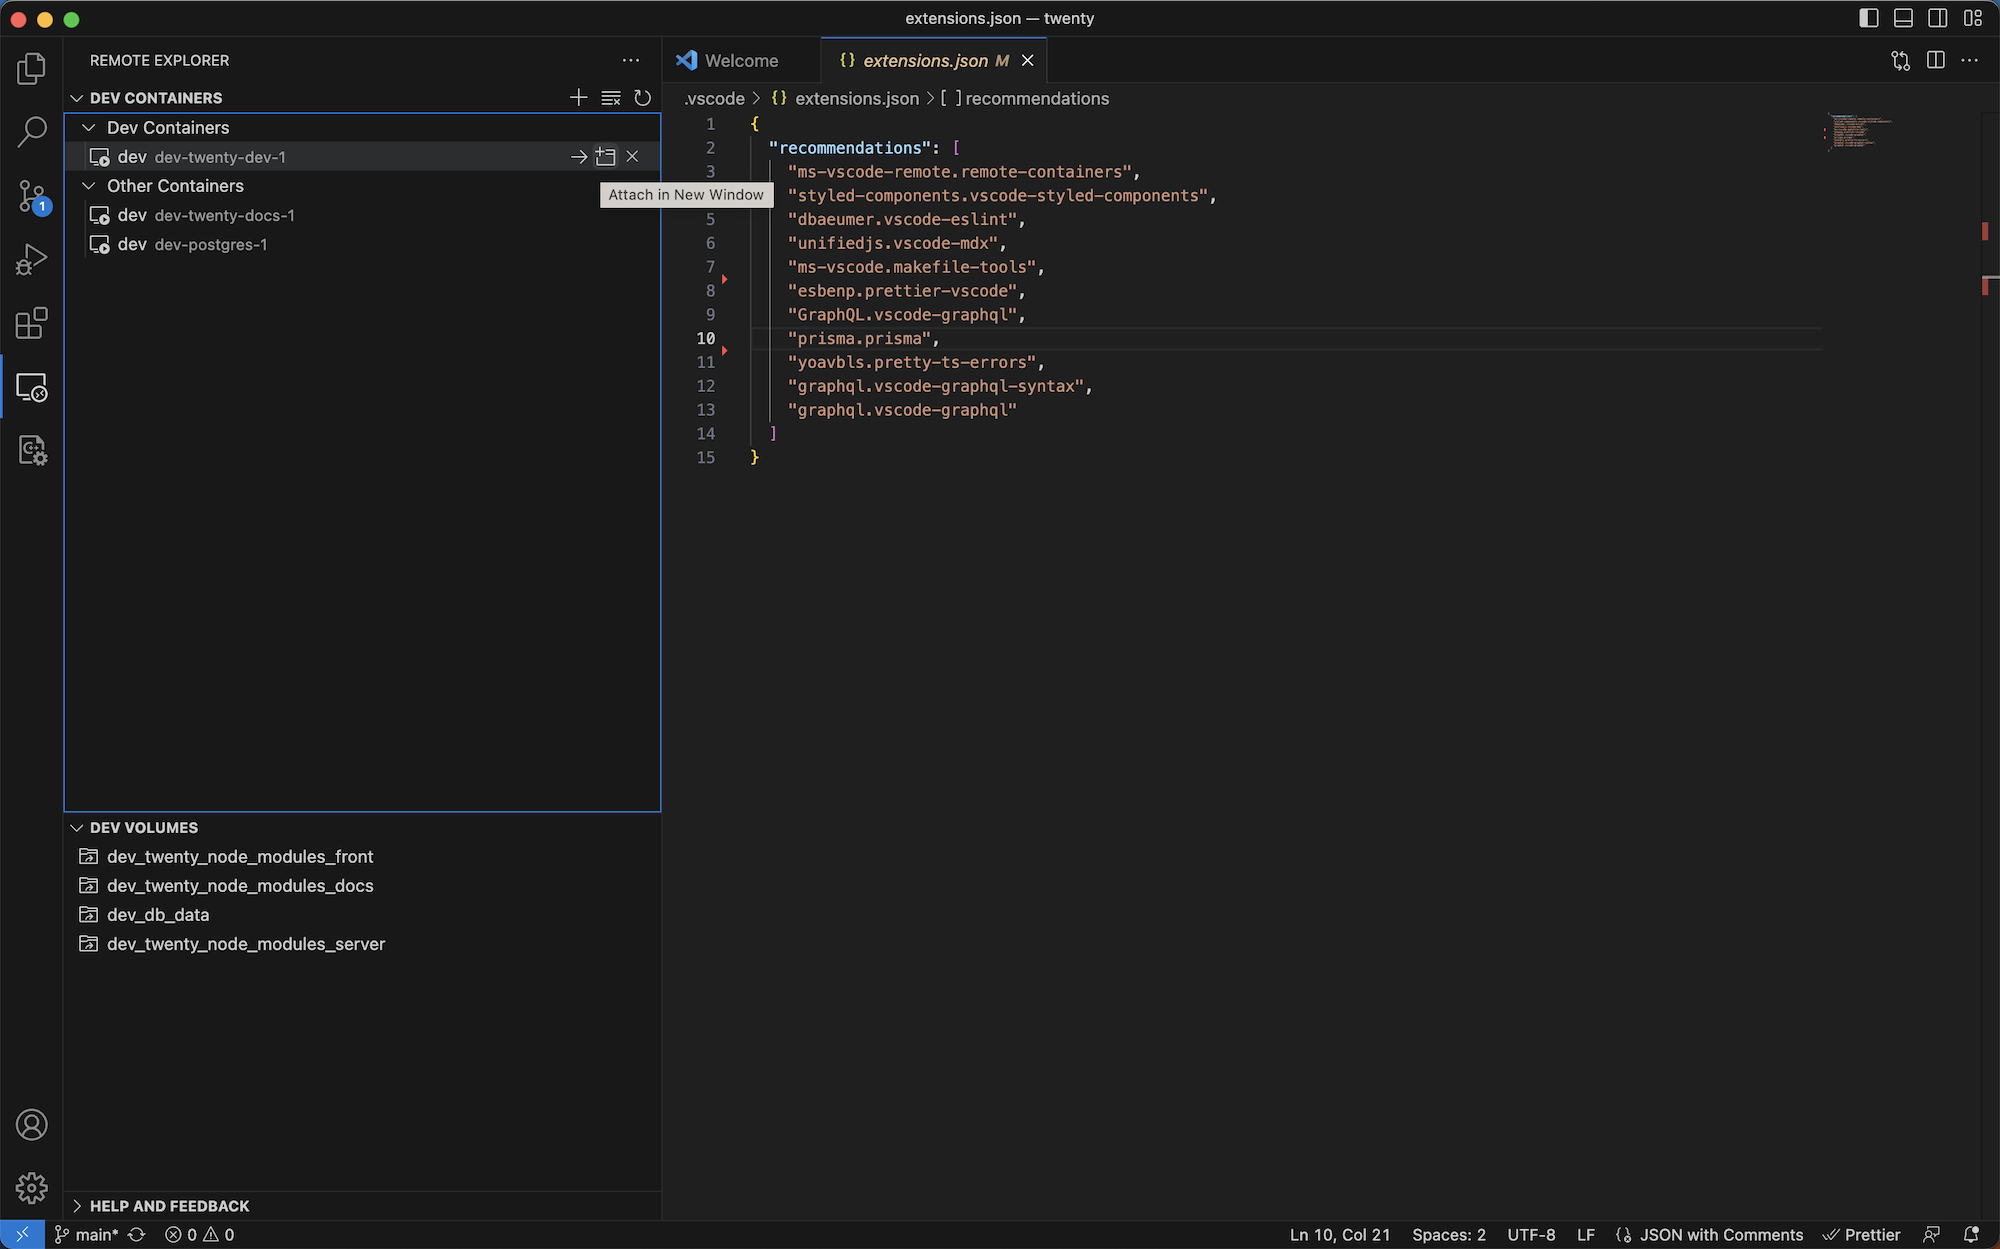 extensions.json — twenty
REMOTE EXPLORER
DEV CONTAINERS
Dev Containers
dev dev-twenty-dev-1
Other Containers
dev dev-twenty-docs-1
dev dev-postgres-1
Attach in New Window
DEV VOLUMES
dev_twenty_node_modules_front
dev_twenty_node_modules_docs
dev_db_data
dev_twenty_node_modules_server
HELP AND FEEDBACK
1
Welcome
{} extensions.json M
.vscode > {} extensions.json > [ ] recommendations
1 {
2 "recommendations": [
3 "ms-vscode-remote.remote-containers",
"styled-components.vscode-styled-components",
5 "dbaeumer.vscode-eslint",
6 "unifiedjs.vscode-mdx",
7 "ms-vscode.makefile-tools",
8 "esbenp.prettier-vscode",
9 "GraphQL.vscode-graphql",
10 "prisma.prisma",
11 "yoavbls.pretty-ts-errors",
12 "graphql.vscode-graphql-syntax",
13 "graphql.vscode-graphql"
14 ]
15 }
main* 0 0 Ln 10, Col 21 Spaces: 2 UTF-8 LF JSON with Comments Prettier